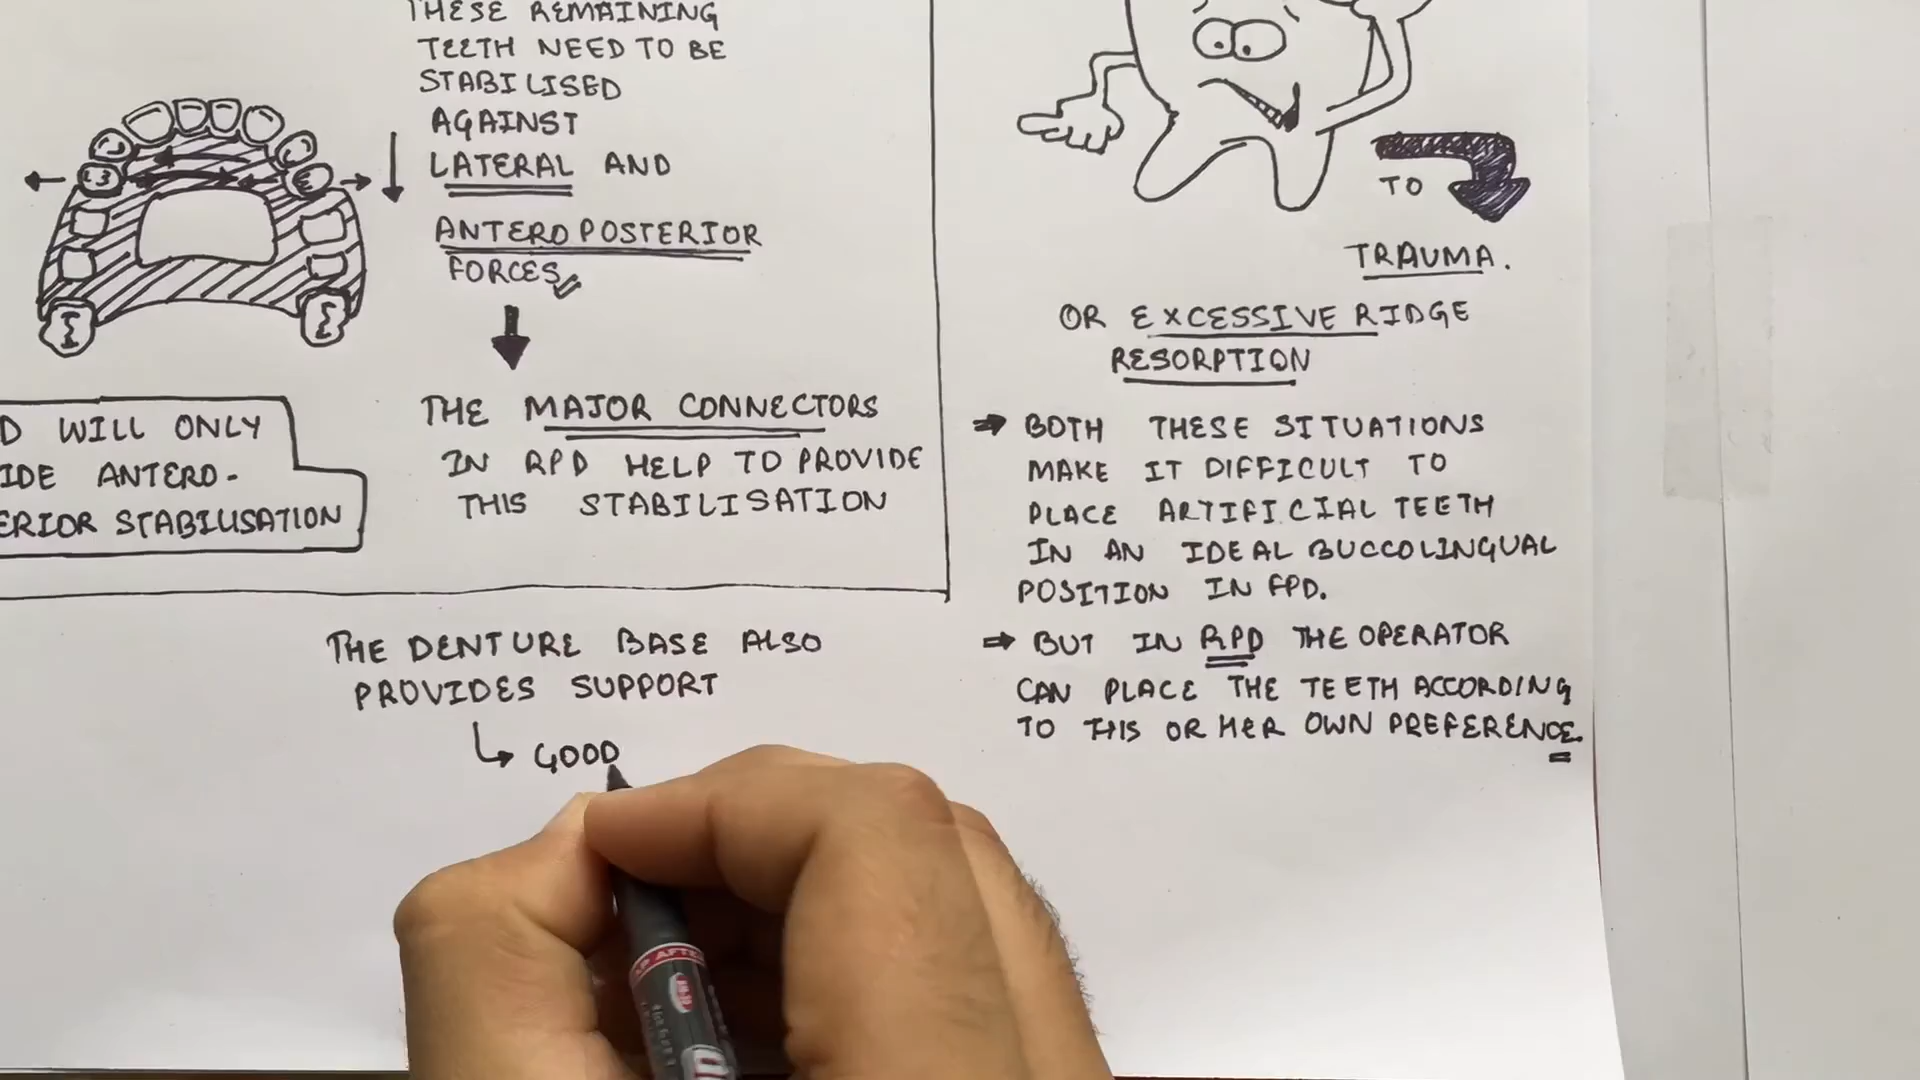 THESE REMAINING
TEETH NEED TO BE
STABILISED
AGAINST
LATERAL AND
ANTEROPOSTERIOR
FORCES
THE MAJOR CONNECTORS
IN RPD HELP TO PROVIDE
THIS STABILISATION
D WILL ONLY
IDE ANTERO-
ERIOR STABILISATION
THE DENTURE BASE ALSO
PROVIDES SUPPORT
GOOD
TO
TRAUMA.
OR EXCESSIVE RIDGE
RESORPTION
BOTH THESE SITUATIONS
MAKE IT DIFFICULT TO
PLACE ARTIFICIAL TEETH
IN AN IDEAL BUCCOLINGUAL
POSITION IN FPD.
BUT IN RPD THE OPERATOR
CAN PLACE THE TEETH ACCORDING
TO THIS OR HER OWN PREFERENCE.